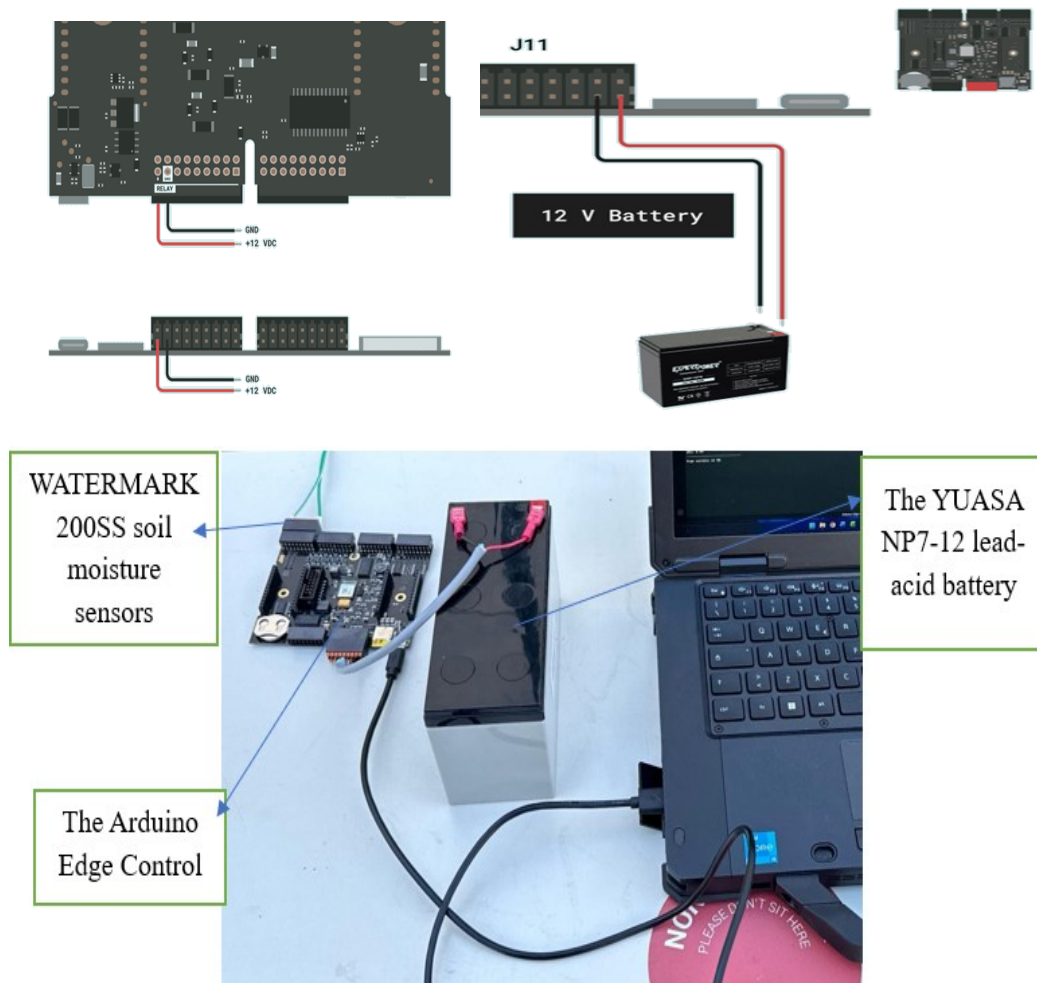 J11
RELAY
GND
+12 VDC
12 V Battery
EXPERTPOWER
GND
+12 VDC
WATERMARK
200SS soil
moisture
sensors
The YUASA
NP7-12 lead-
acid battery
The Arduino
Edge Control
PLEASE DON'T SIT HERE